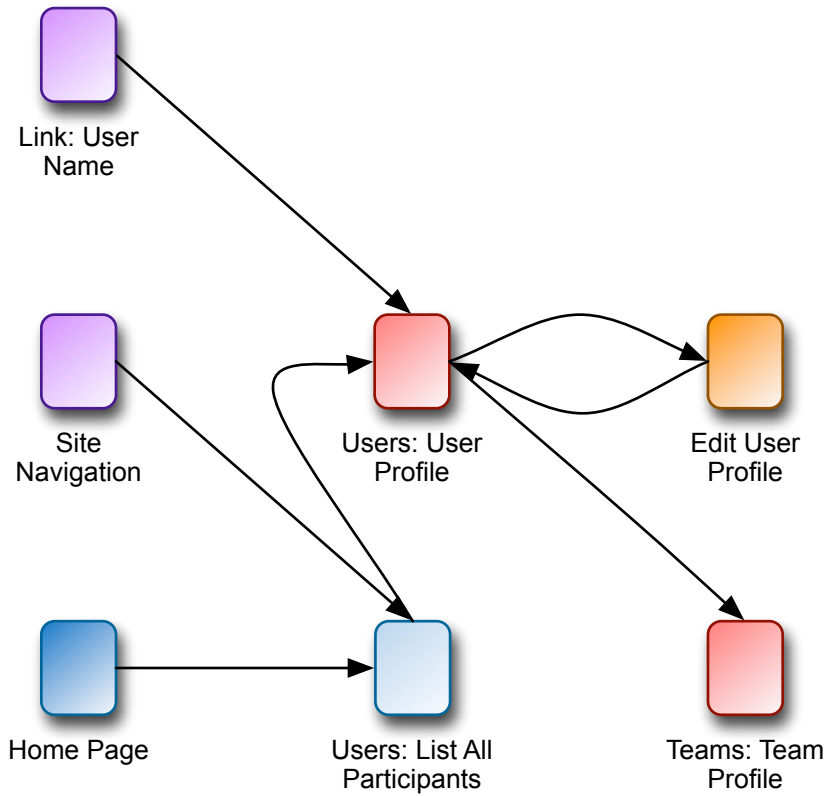 Link: User
Name
Site
Navigation
Users: User
Profile
Edit User
Profile
Home Page
Users: List All
Participants
Teams: Team
Profile